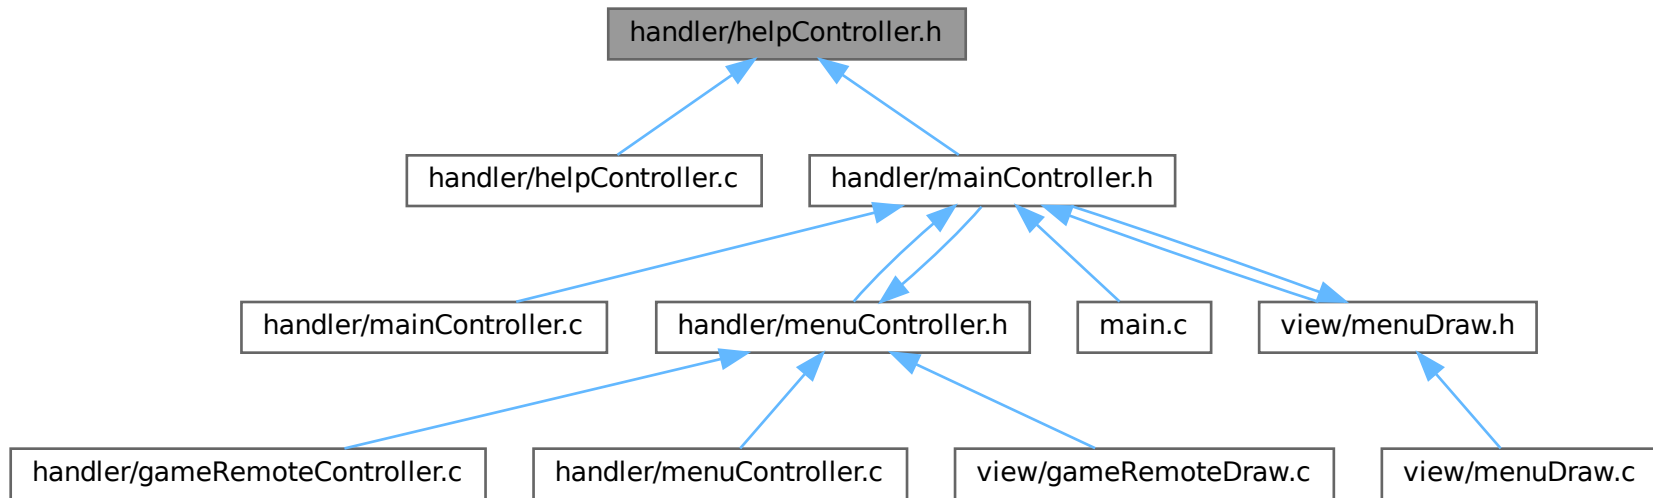 handler/helpController.h
handler/helpController.c
handler/mainController.h
handler/mainController.c
handler/menuController.h
main.c
view/menuDraw.h
handler/gameRemoteController.c
handler/menuController.c
view/gameRemoteDraw.c
view/menuDraw.c